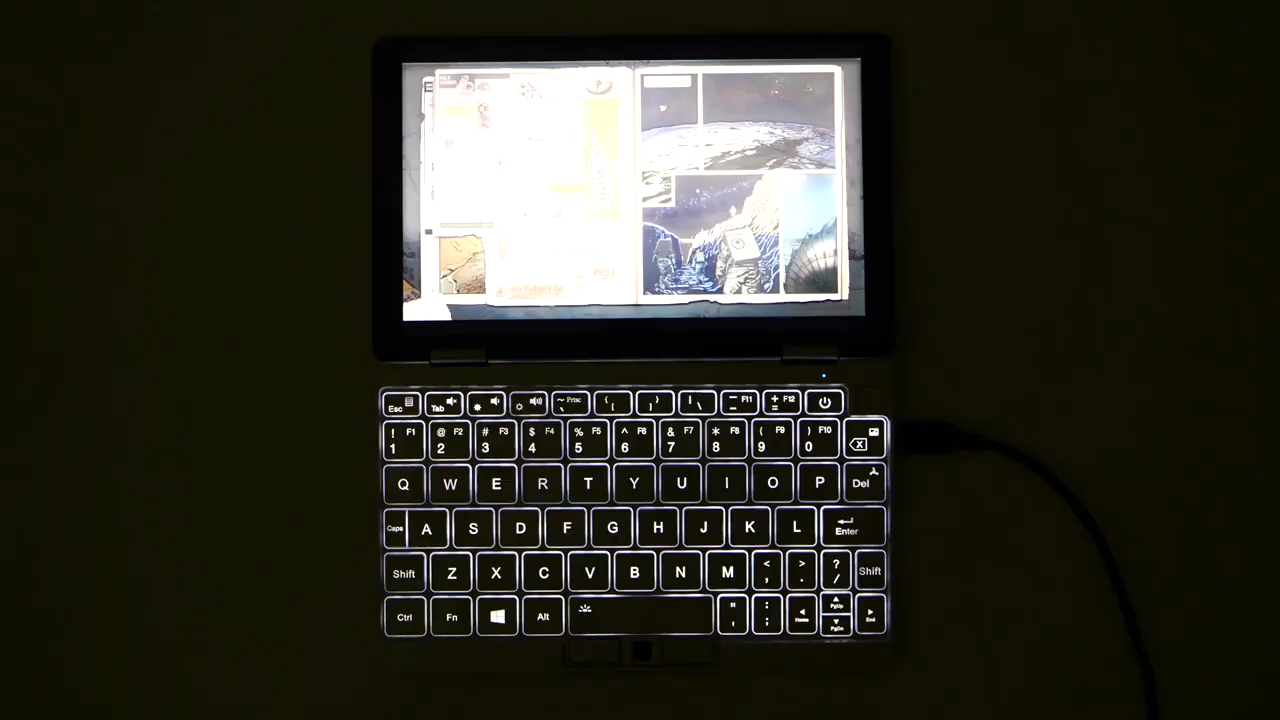 Esc Tab ~ Prtsc ` { [ } ] | \ — F11 - + F12 = 
! F1 1 @ F2 2 # F3 3 $ F4 4 % F5 5 ^ F6 6 & F7 7 * F8 8 ( F9 9 ) F10 0
Q W E R T Y U I O P Del
Caps A S D F G H J K L Enter
Shift Z X C V B N M < , > . ? / Shift
Ctrl Fn Alt " ' : ; Home PgUp PgDn End